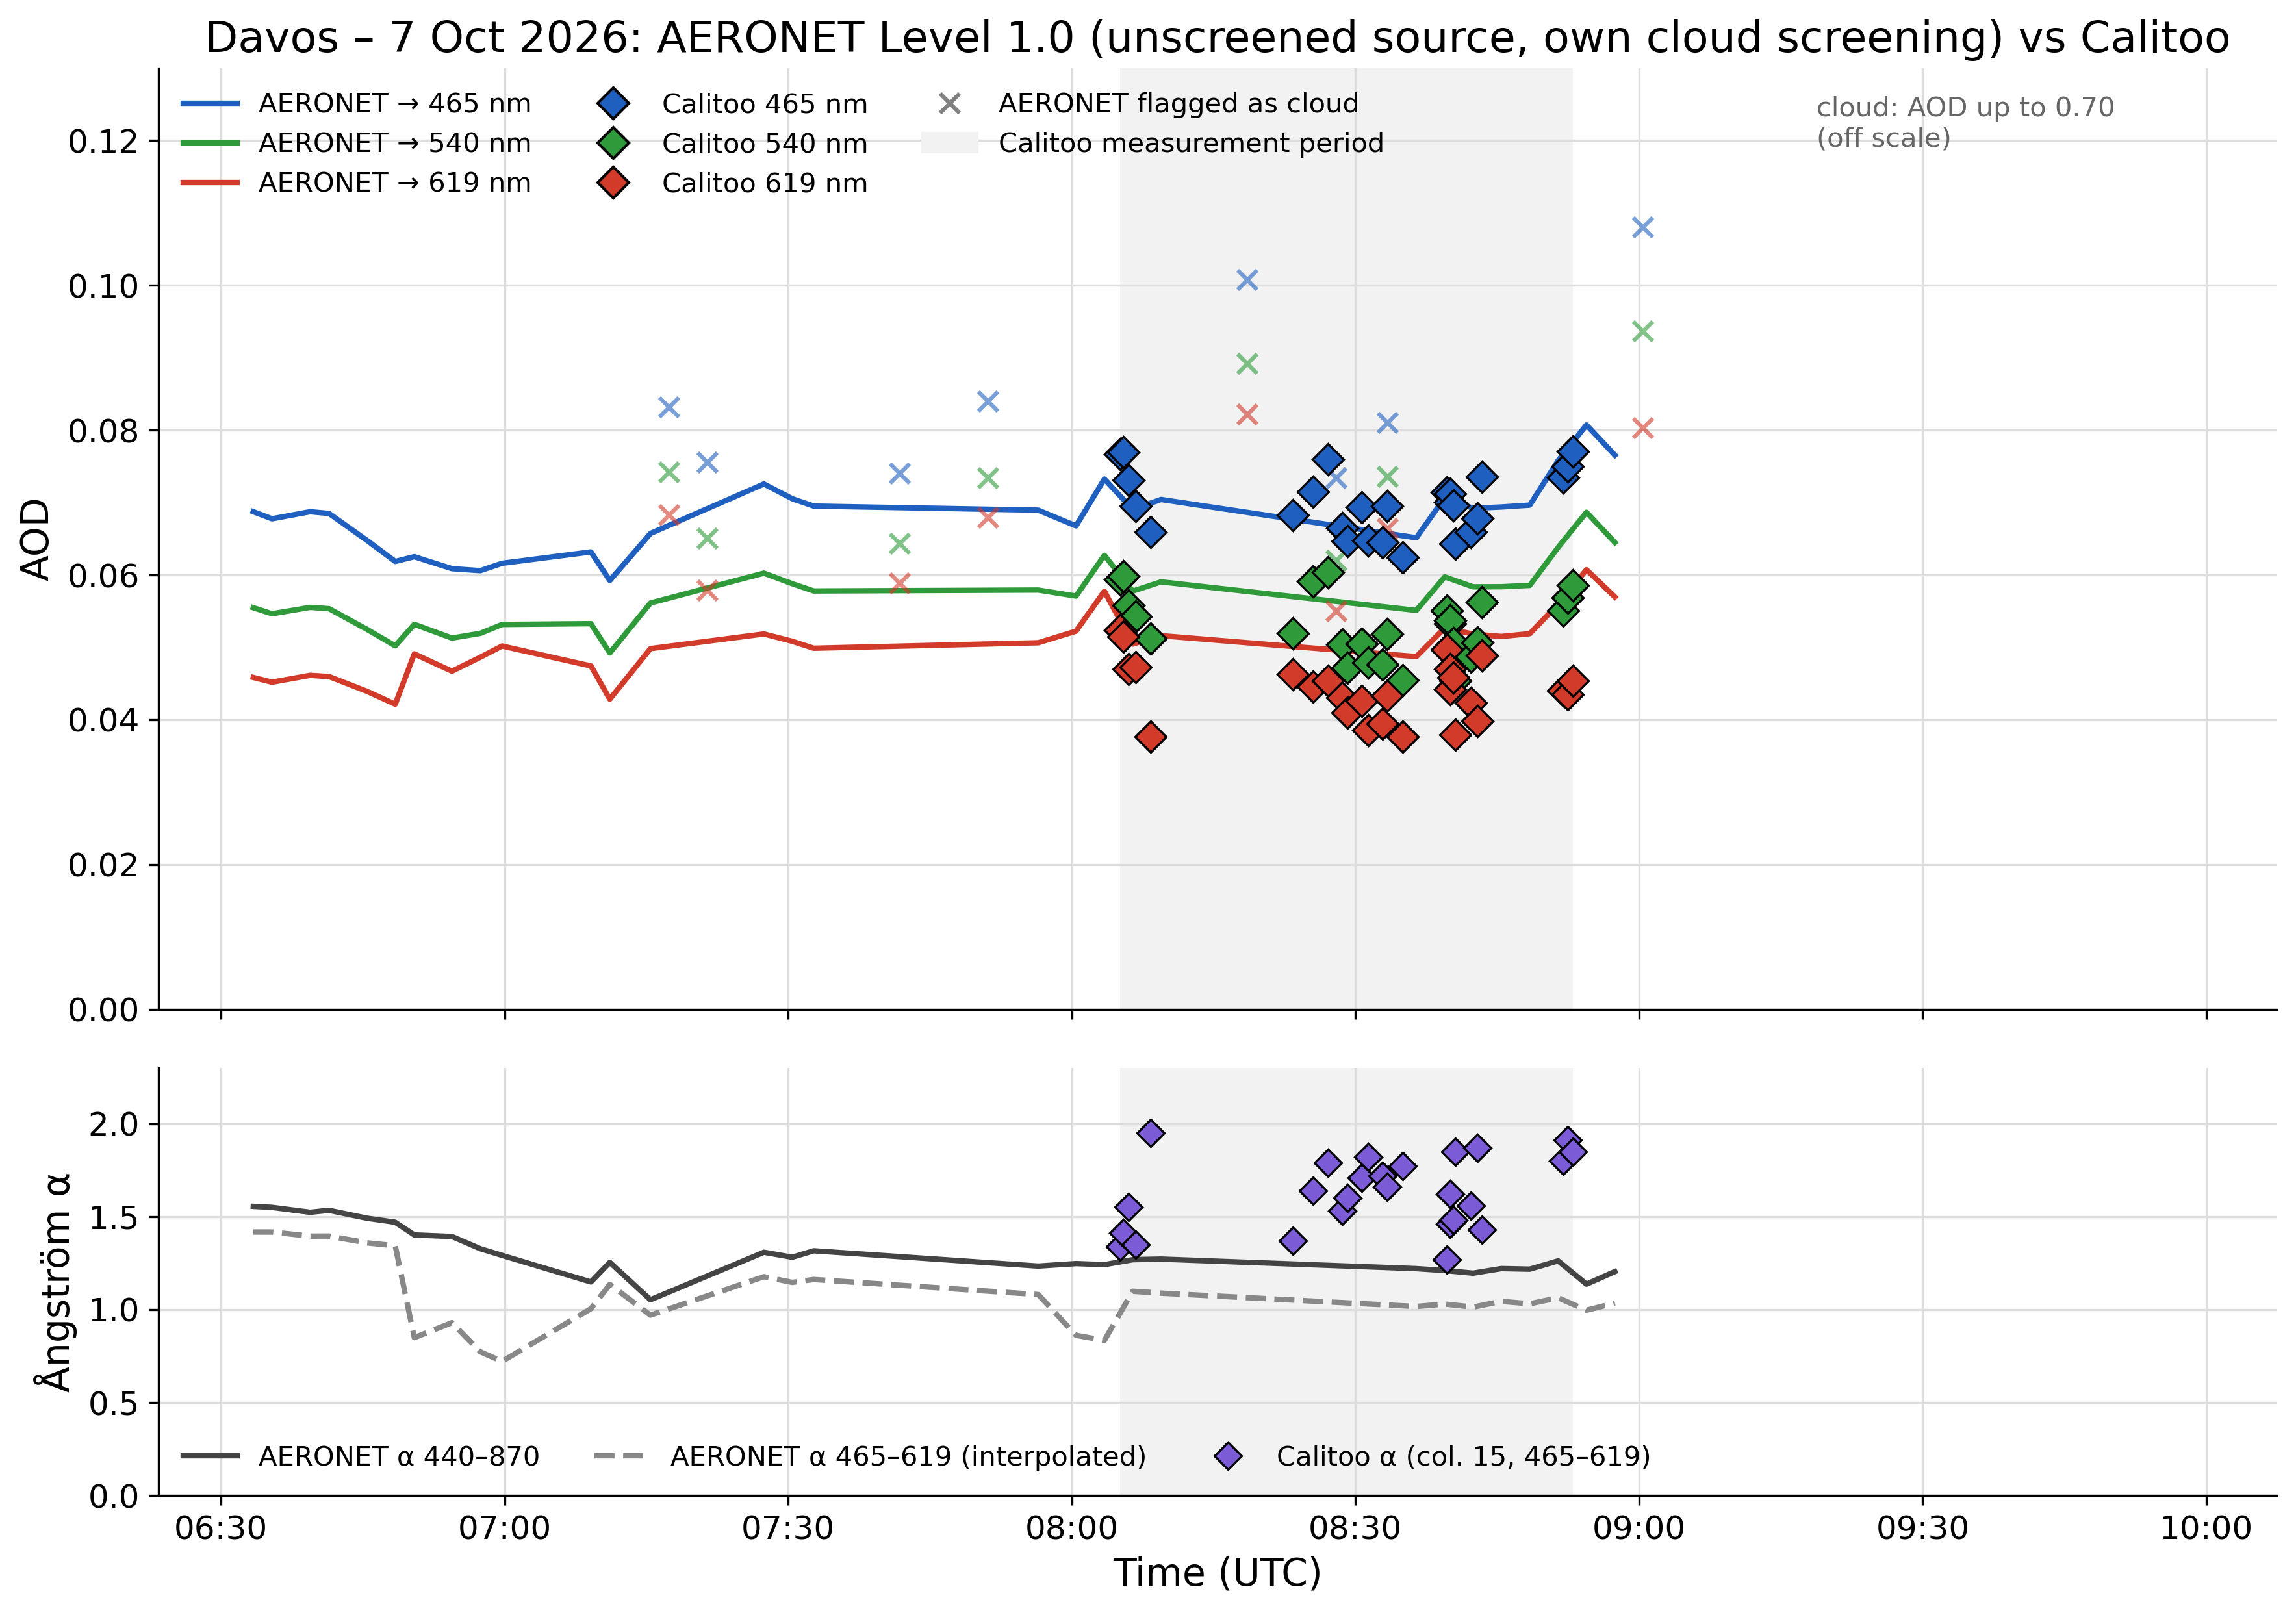 Davos – 7 Oct 2026: AERONET Level 1.0 (unscreened source, own cloud screening) vs Calitoo
AERONET → 465 nm
AERONET → 540 nm
AERONET → 619 nm
Calitoo 465 nm
Calitoo 540 nm
Calitoo 619 nm
AERONET flagged as cloud
Calitoo measurement period
cloud: AOD up to 0.70
(off scale)
AOD
0.12
0.10
0.08
0.06
0.04
0.02
0.00
Ångström α
2.0
1.5
1.0
0.5
0.0
AERONET α 440–870
AERONET α 465–619 (interpolated)
Calitoo α (col. 15, 465–619)
06:30
07:00
07:30
08:00
08:30
09:00
09:30
10:00
Time (UTC)